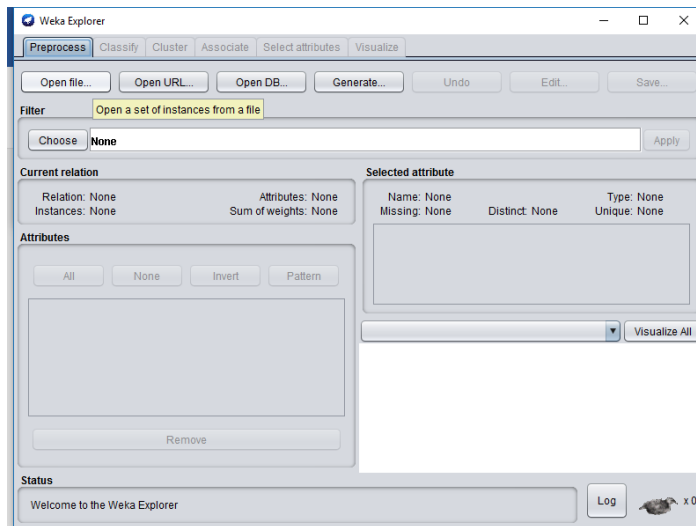 Weka Explorer
Preprocess Classify Cluster Associate Select attributes Visualize
Open file... Open URL... Open DB... Generate... Undo Edit... Save...
Open a set of instances from a file
Filter
Choose None Apply
Current relation
Relation: None Attributes: None
Instances: None Sum of weights: None
Selected attribute
Name: None Type: None
Missing: None Distinct: None Unique: None
Attributes
All None Invert Pattern
Remove
Visualize All
Status
Welcome to the Weka Explorer
Log x 0